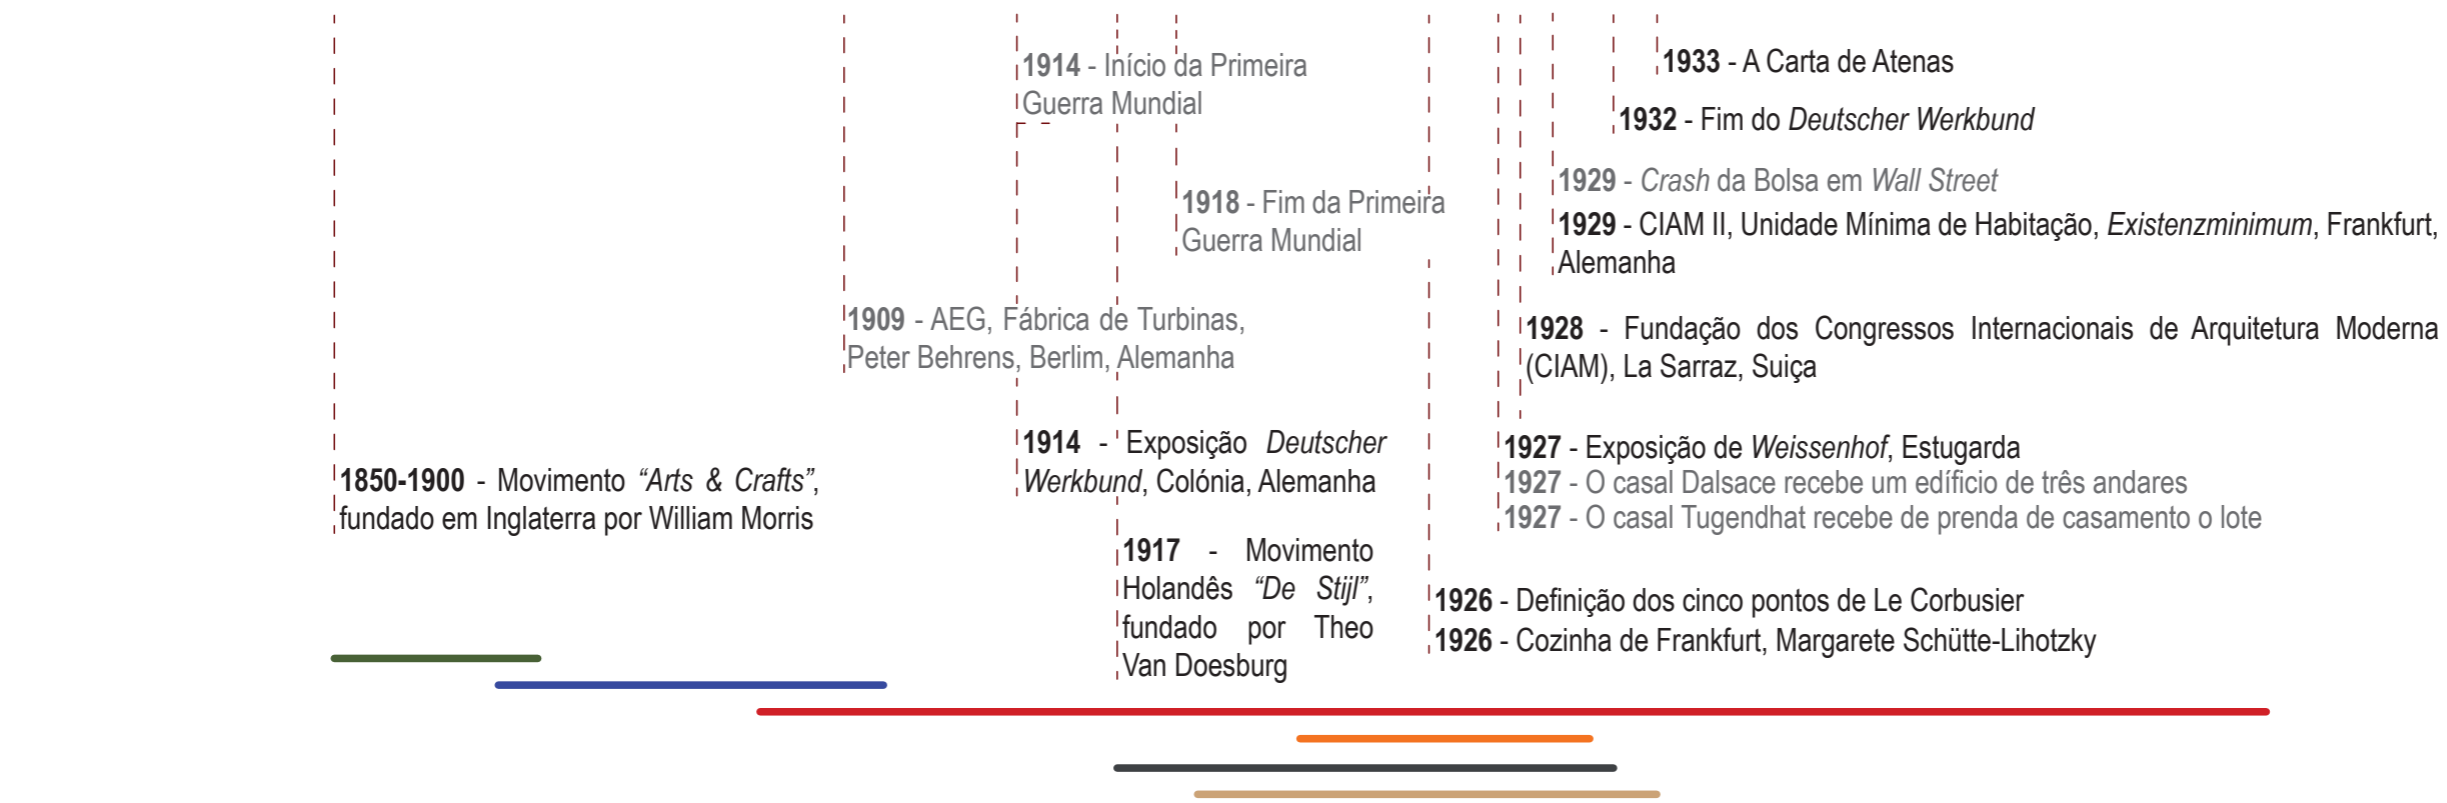 1850-1900 - Movimento “Arts & Crafts”,
fundado em Inglaterra por William Morris
1909 - AEG, Fábrica de Turbinas,
Peter Behrens, Berlim, Alemanha
1914 - Início da Primeira
Guerra Mundial
1914 - Exposição Deutscher
Werkbund, Colónia, Alemanha
1917 - Movimento
Holandês “De Stijl”,
fundado por Theo
Van Doesburg
1918 - Fim da Primeira
Guerra Mundial
1926 - Definição dos cinco pontos de Le Corbusier
1926 - Cozinha de Frankfurt, Margarete Schütte-Lihotzky
1927 - Exposição de Weissenhof, Estugarda
1927 - O casal Dalsace recebe um edíficio de três andares
1927 - O casal Tugendhat recebe de prenda de casamento o lote
1928 - Fundação dos Congressos Internacionais de Arquitetura Moderna
(CIAM), La Sarraz, Suiça
1929 - Crash da Bolsa em Wall Street
1929 - CIAM II, Unidade Mínima de Habitação, Existenzminimum, Frankfurt,
Alemanha
1932 - Fim do Deutscher Werkbund
1933 - A Carta de Atenas